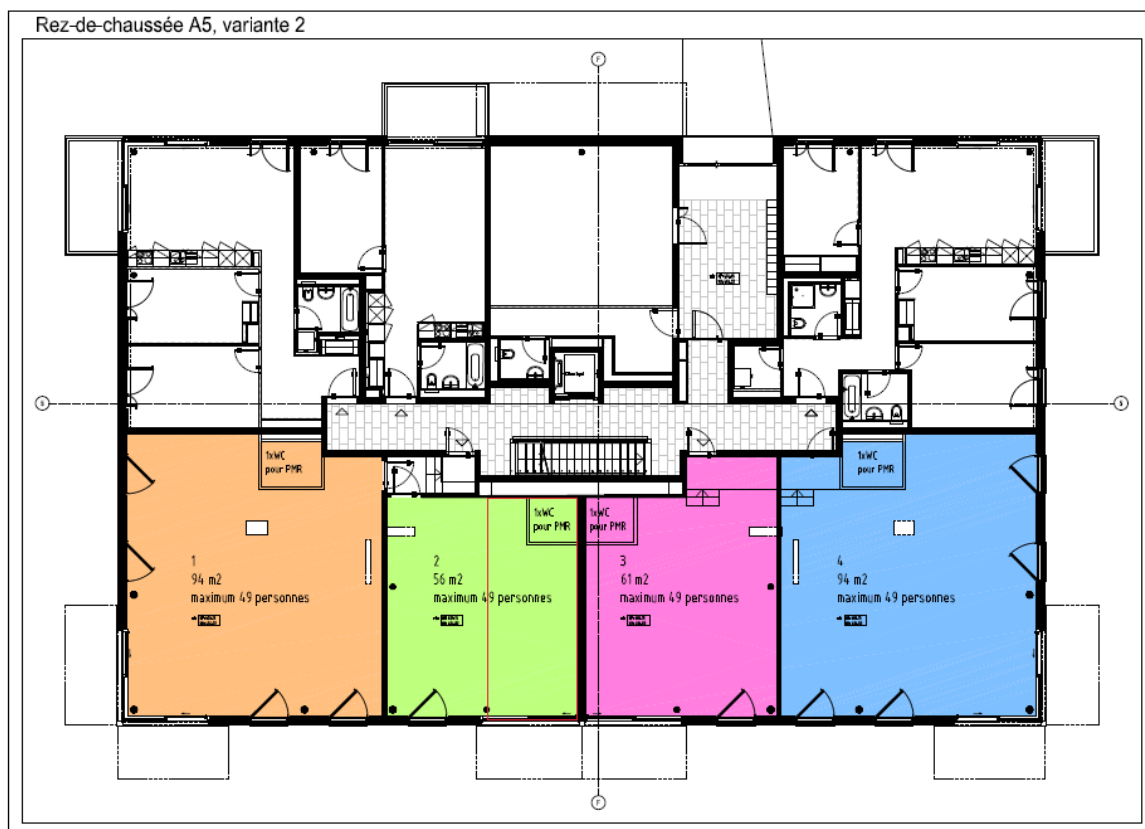 Rez-de-chaussée A5, variante 2
F
S
S
1xWC
pour PMR
1xWC
pour PMR
1xWC
pour PMR
1xWC
pour PMR
1
94 m2
maximum 49 personnes
2
56 m2
maximum 49 personnes
3
61 m2
maximum 49 personnes
4
94 m2
maximum 49 personnes
F